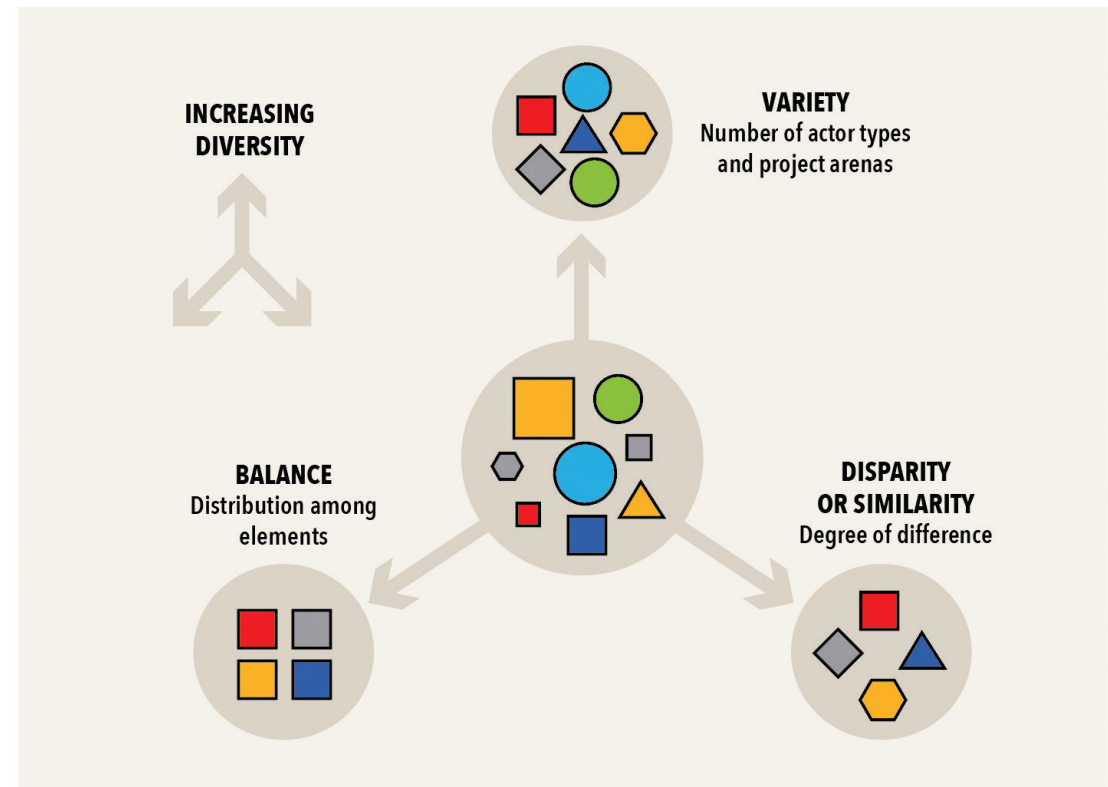 INCREASING
DIVERSITY
VARIETY
Number of actor types
and project arenas
BALANCE
Distribution among
elements
DISPARITY
OR SIMILARITY
Degree of difference